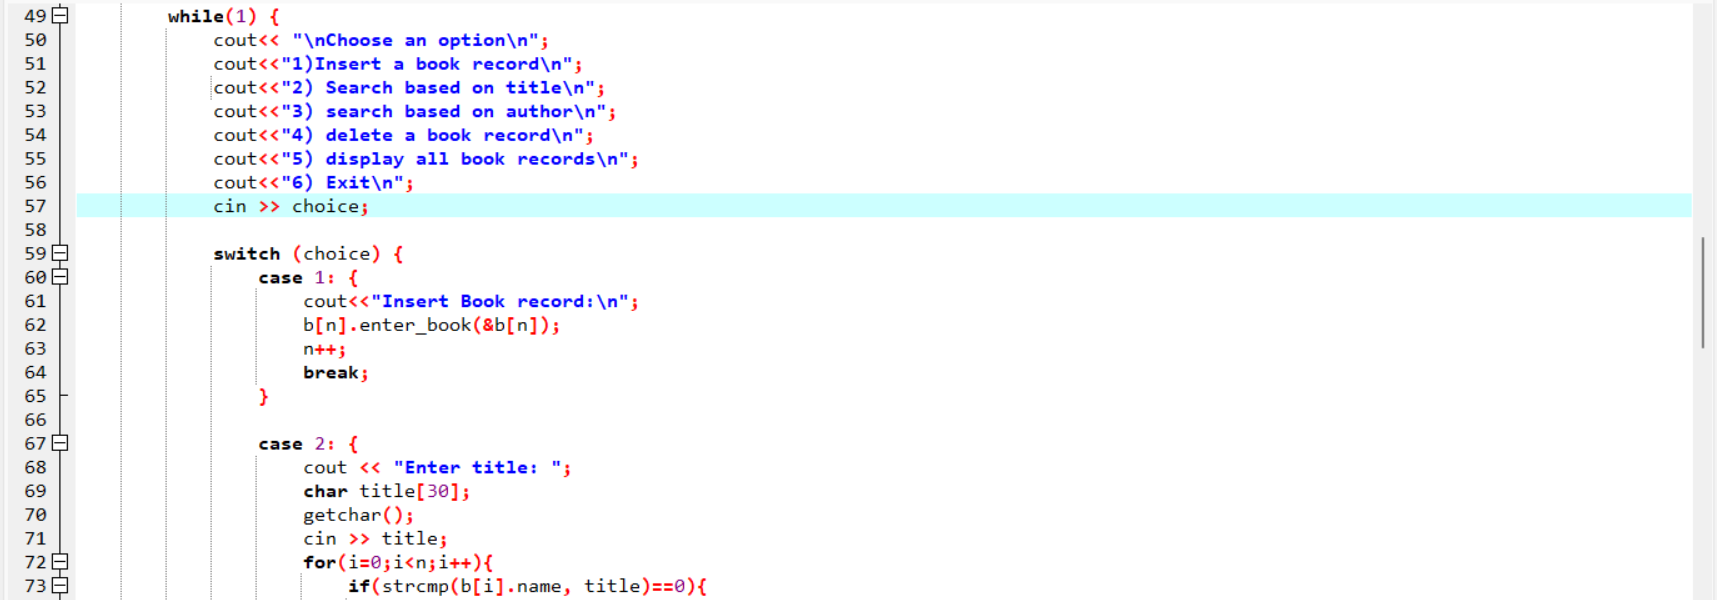 49 while(1) {
50 cout<< "\nChoose an option\n";
51 cout<<"1)Insert a book record\n";
52 cout<<"2) Search based on title\n";
53 cout<<"3) search based on author\n";
54 cout<<"4) delete a book record\n";
55 cout<<"5) display all book records\n";
56 cout<<"6) Exit\n";
57 cin >> choice;
58
59 switch (choice) {
60 case 1: {
61 cout<<"Insert Book record:\n";
62 b[n].enter_book(&b[n]);
63 n++;
64 break;
65 }
66
67 case 2: {
68 cout << "Enter title: ";
69 char title[30];
70 getchar();
71 cin >> title;
72 for(i=0;i<n;i++){
73 if(strcmp(b[i].name, title)==0){